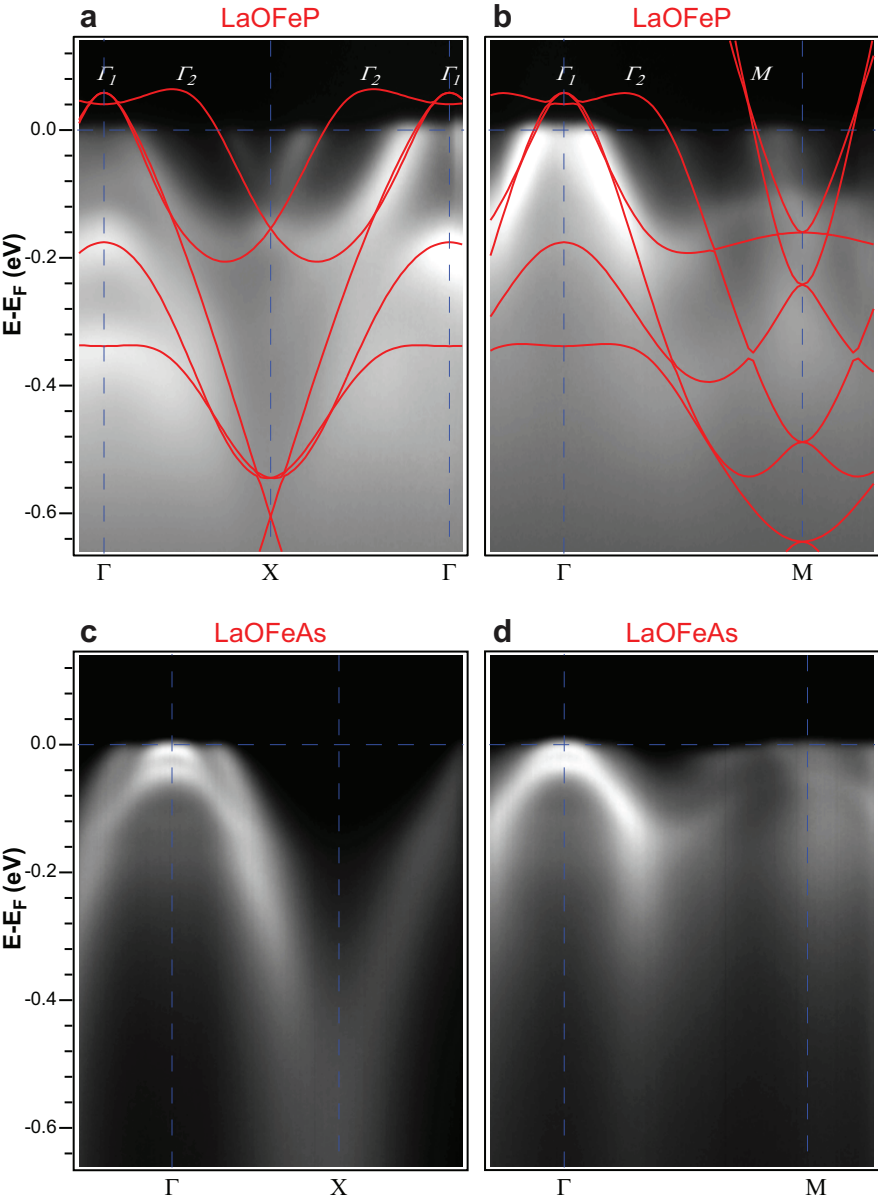 a LaOFeP
b LaOFeP
Γ1 Γ2 Γ2 Γ1
Γ1 Γ2 M
0.0
-0.2
-0.4
-0.6
E-EF (eV)
Γ X Γ
Γ M
c LaOFeAs
d LaOFeAs
0.0
-0.2
-0.4
-0.6
E-EF (eV)
Γ X
Γ M